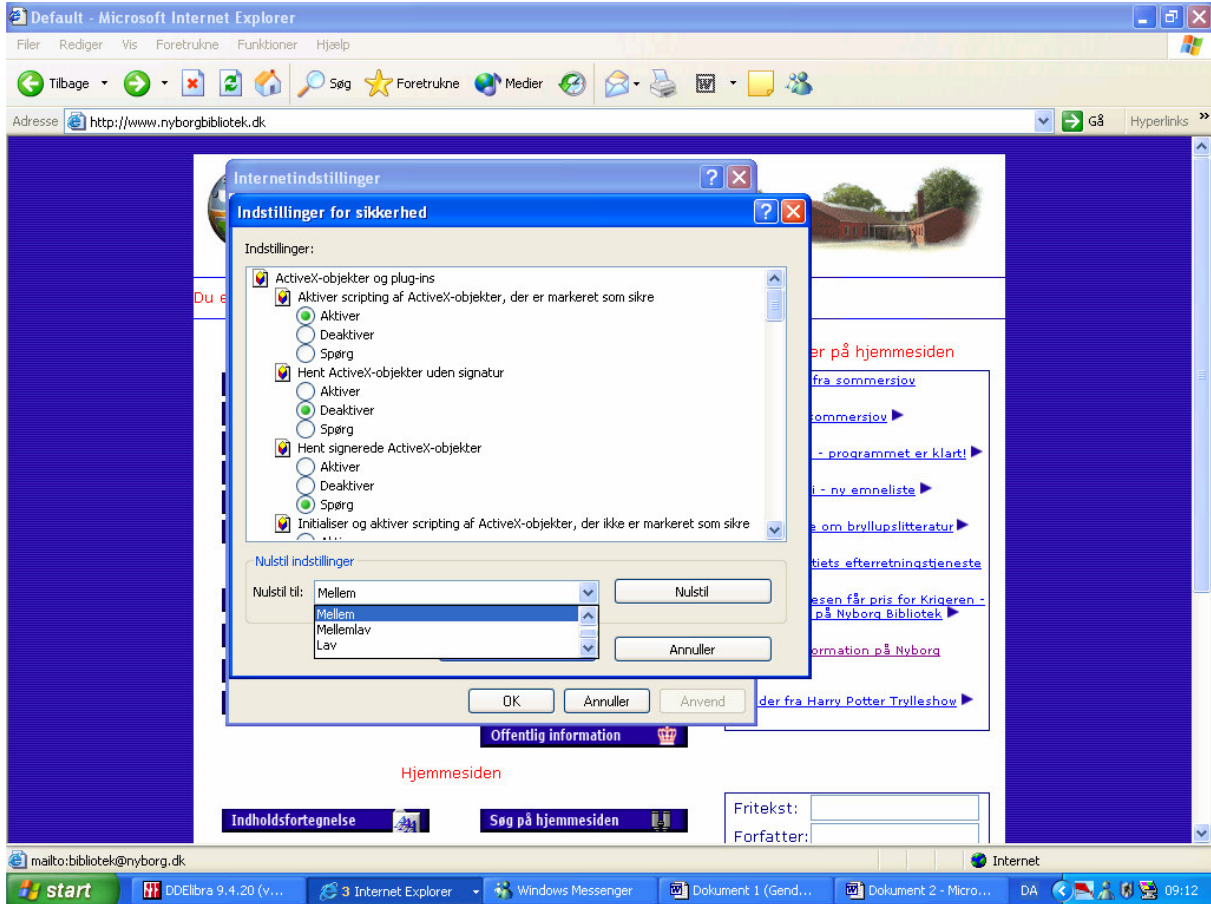 Default - Microsoft Internet Explorer
Filer Rediger Vis Foretrukne Funktioner Hjælp
Tilbage Søg Foretrukne Medier
Adresse http://www.nyborgbibliotek.dk Gå Hyperlinks »
Internetindstillinger
Indstillinger for sikkerhed
Indstillinger:
ActiveX-objekter og plug-ins
Aktiver scripting af ActiveX-objekter, der er markeret som sikre
Aktiver
Deaktiver
Spørg
Hent ActiveX-objekter uden signatur
Aktiver
Deaktiver
Spørg
Hent signerede ActiveX-objekter
Aktiver
Deaktiver
Spørg
Initialiser og aktiver scripting af ActiveX-objekter, der ikke er markeret som sikre
Nulstil indstillinger
Nulstil til: Mellem Nulstil
Mellem
Mellemlav
Lav
Annuller
OK Annuller Anvend
Du
på hjemmesiden
fra sommersjov
sommersjov
- programmet er klart!
- ny emneliste
om bryllupslitteratur
efterretningstjeneste
får pris for Krigeren -
på Nyborg Bibliotek
på Nyborg
der fra Harry Potter Trylleshow
Offentlig information
Hjemmesiden
Indholdsfortegnelse Søg på hjemmesiden
Fritekst:
Forfatter:
mailto:bibliotek@nyborg.dk Internet
start DDElibra 9.4.20 (v... 3 Internet Explorer Windows Messenger Dokument 1 (Gend... Dokument 2 - Micro... DA 09:12